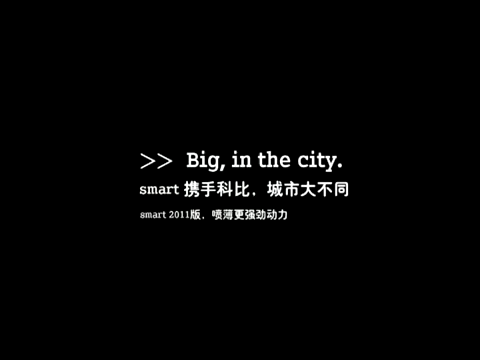 >> Big, in the city.
smart 携手科比，城市大不同
smart 2011版，喷薄更强劲动力